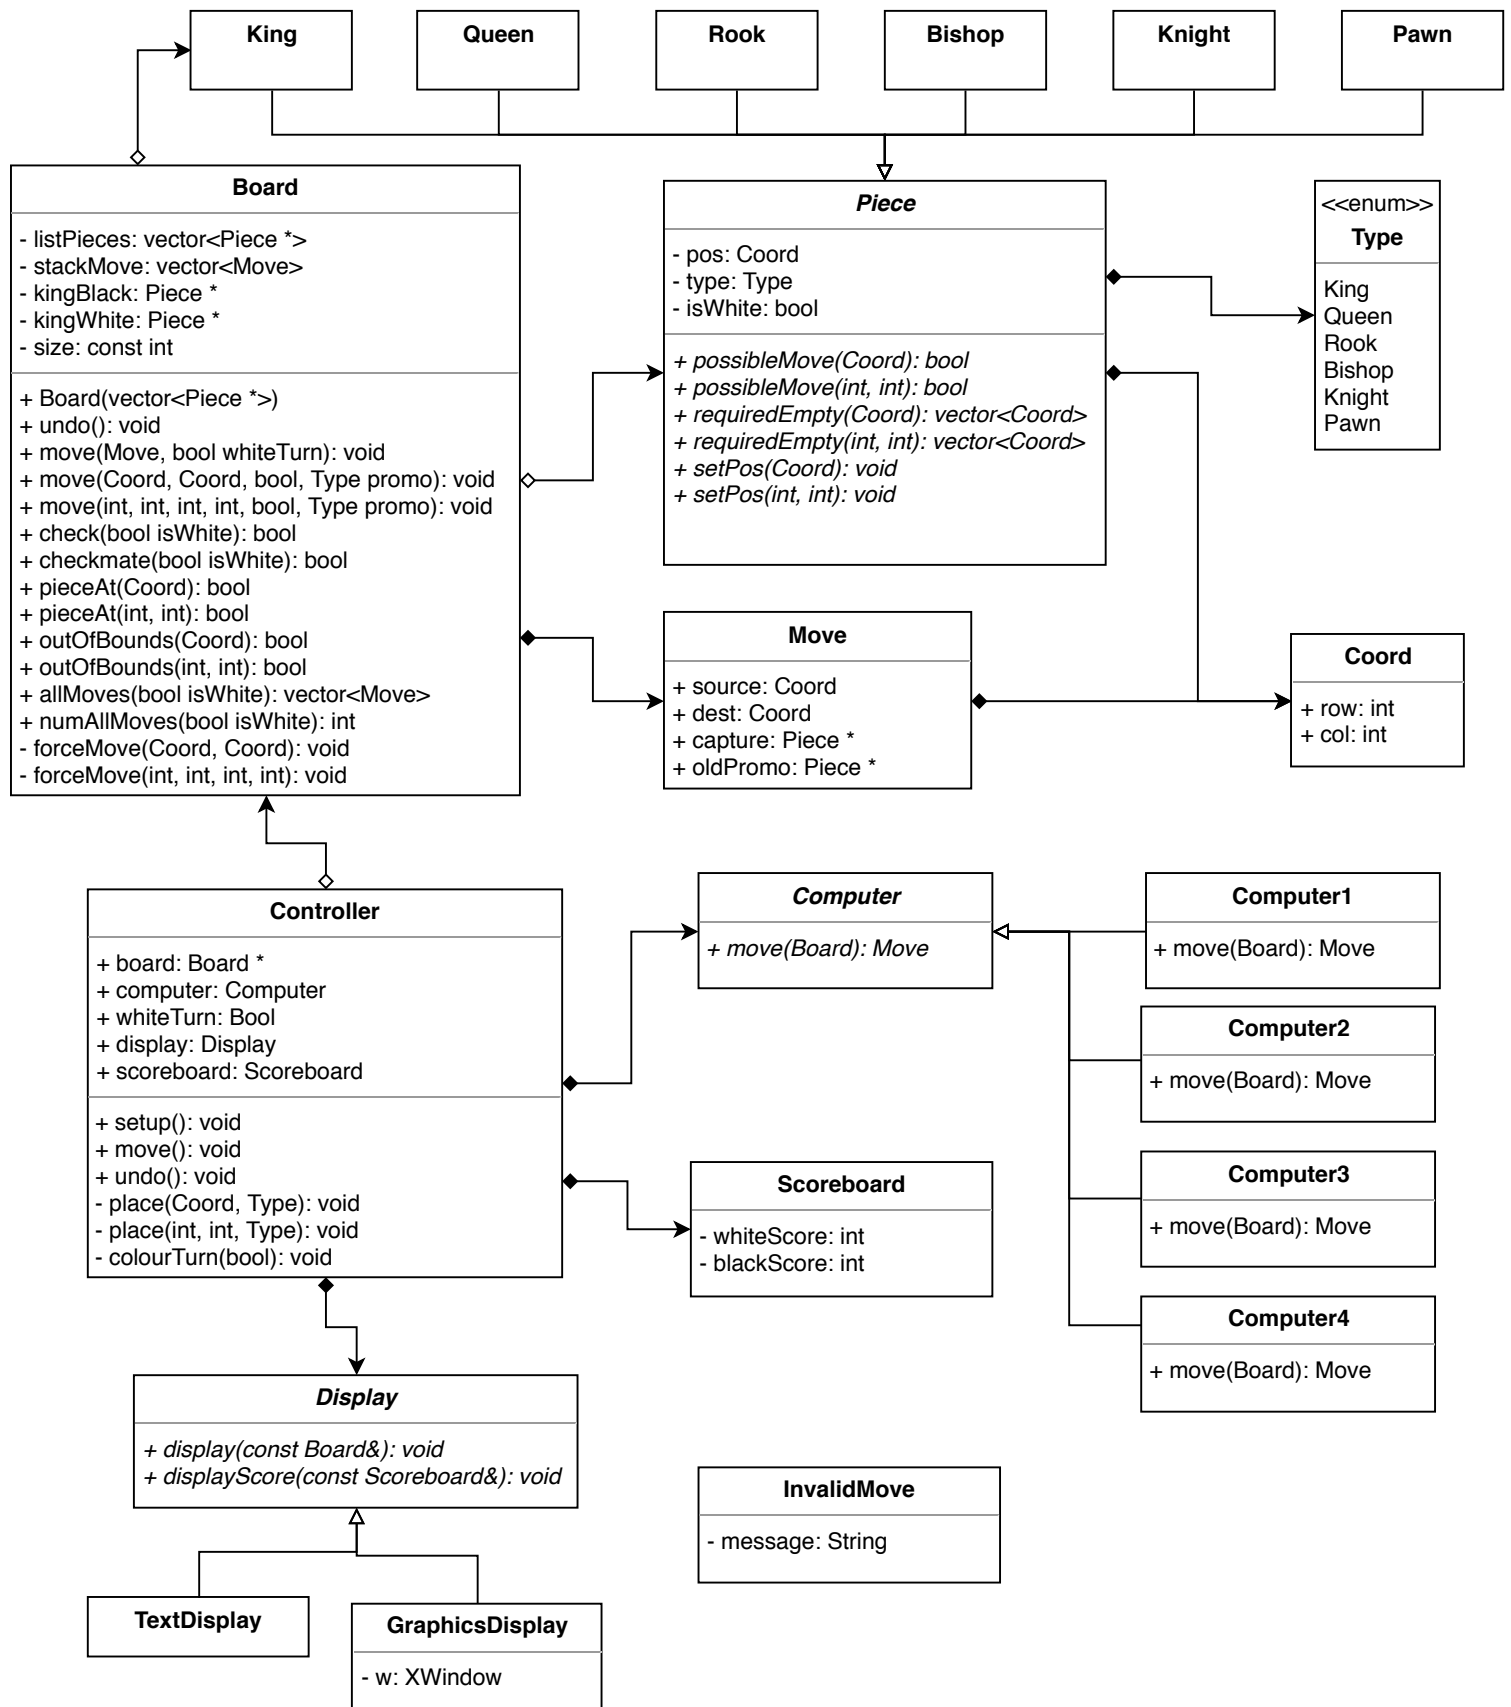 King
Queen
Rook
Bishop
Knight
Pawn
Board
- listPieces: vector<Piece *>
- stackMove: vector<Move>
- kingBlack: Piece *
- kingWhite: Piece *
- size: const int
+ Board(vector<Piece *>)
+ undo(): void
+ move(Move, bool whiteTurn): void
+ move(Coord, Coord, bool, Type promo): void
+ move(int, int, int, int, bool, Type promo): void
+ check(bool isWhite): bool
+ checkmate(bool isWhite): bool
+ pieceAt(Coord): bool
+ pieceAt(int, int): bool
+ outOfBounds(Coord): bool
+ outOfBounds(int, int): bool
+ allMoves(bool isWhite): vector<Move>
+ numAllMoves(bool isWhite): int
- forceMove(Coord, Coord): void
- forceMove(int, int, int, int): void
Piece
- pos: Coord
- type: Type
- isWhite: bool
+ possibleMove(Coord): bool
+ possibleMove(int, int): bool
+ requiredEmpty(Coord): vector<Coord>
+ requiredEmpty(int, int): vector<Coord>
+ setPos(Coord): void
+ setPos(int, int): void
<<enum>>
Type
King
Queen
Rook
Bishop
Knight
Pawn
Move
+ source: Coord
+ dest: Coord
+ capture: Piece *
+ oldPromo: Piece *
Coord
+ row: int
+ col: int
Controller
+ board: Board *
+ computer: Computer
+ whiteTurn: Bool
+ display: Display
+ scoreboard: Scoreboard
+ setup(): void
+ move(): void
+ undo(): void
- place(Coord, Type): void
- place(int, int, Type): void
- colourTurn(bool): void
Computer
+ move(Board): Move
Computer1
+ move(Board): Move
Computer2
+ move(Board): Move
Computer3
+ move(Board): Move
Computer4
+ move(Board): Move
Scoreboard
- whiteScore: int
- blackScore: int
Display
+ display(const Board&): void
+ displayScore(const Scoreboard&): void
InvalidMove
- message: String
TextDisplay
GraphicsDisplay
- w: XWindow